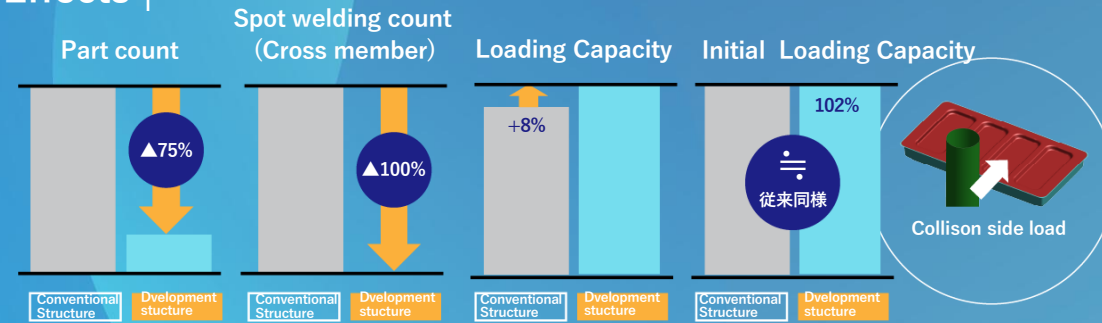 Effects
Part count
Spot welding count
(Cross member)
Loading Capacity
Initial Loading Capacity
▲75%
▲100%
+8%
102%
≒
従来同様
Collison side load
Conventional
Structure
Dvelopment
stucture
Conventional
Structure
Dvelopment
stucture
Conventional
Structure
Dvelopment
stucture
Conventional
Structure
Dvelopment
stucture